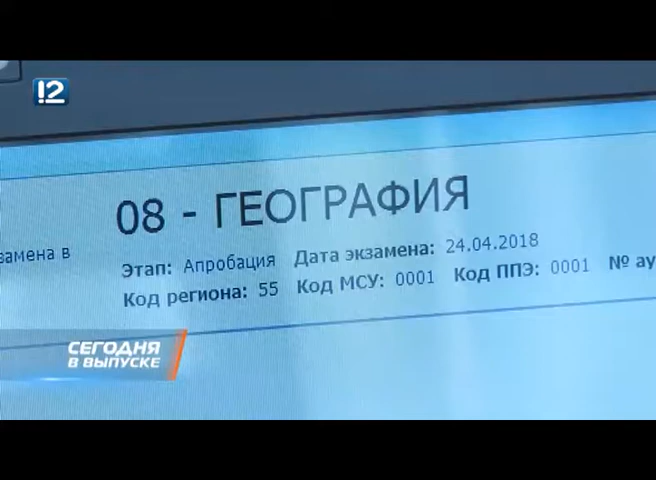 12
08 - ГЕОГРАФИЯ
замена в
Этап: Апробация Дата экзамена: 24.04.2018
Код региона: 55 Код МСУ: 0001 Код ППЭ: 0001 № ау
СЕГОДНЯ
В ВЫПУСКЕ